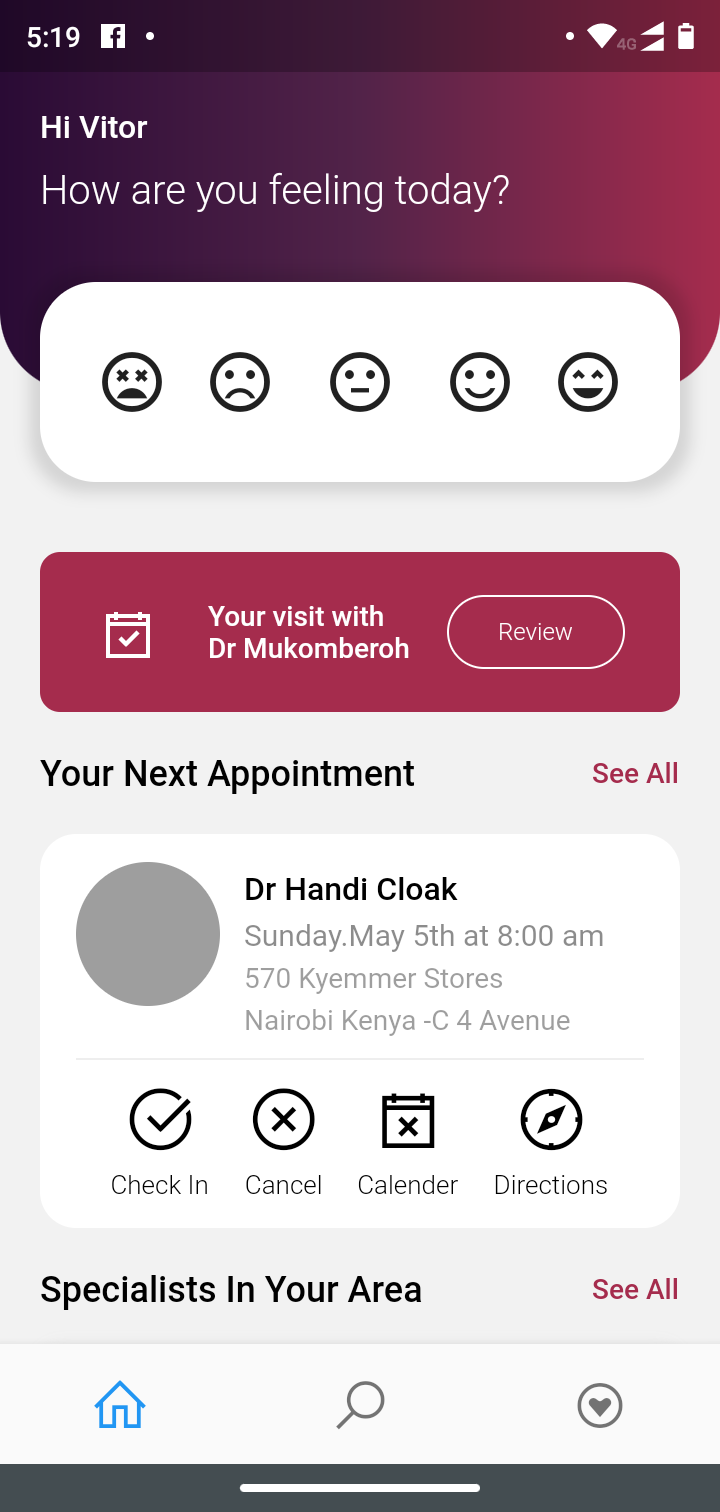 5:19
4G
Hi Vitor
How are you feeling today?
Your visit with
Dr Mukomberoh
Review
Your Next Appointment
See All
Dr Handi Cloak
Sunday.May 5th at 8:00 am
570 Kyemmer Stores
Nairobi Kenya -C 4 Avenue
Check In
Cancel
Calender
Directions
Specialists In Your Area
See All